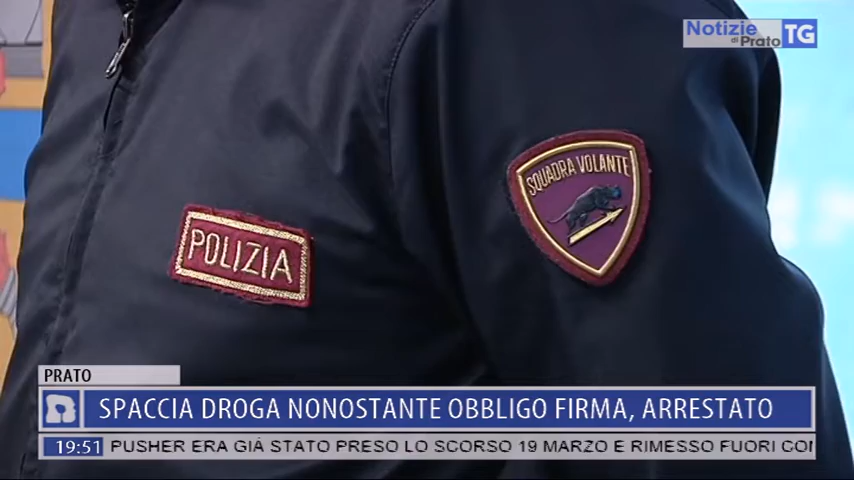 Notizie
di Prato
TG
SQUADRA VOLANTE
POLIZIA
PRATO
SPACCIA DROGA NONOSTANTE OBBLIGO FIRMA, ARRESTATO
19:51 PUSHER ERA GIÁ STATO PRESO LO SCORSO 19 MARZO E RIMESSO FUORI